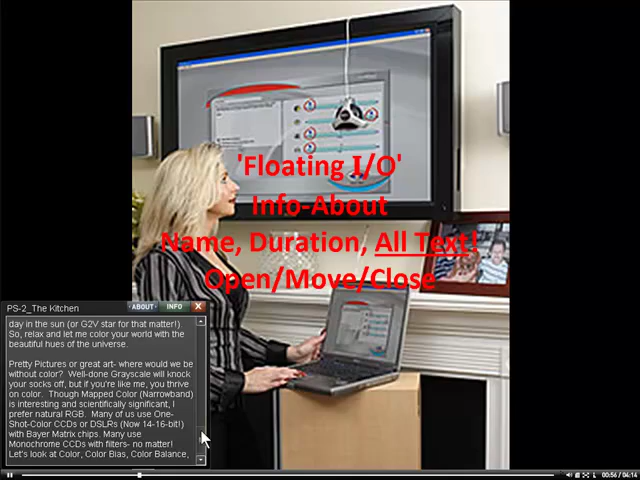 'Floating I/O'
Info-About
Name, Duration, All Text!
Open/Move/Close
PS-2_The Kitchen
ABOUT
INFO
X
day in the sun (or G2V star for that matter!)
So, relax and let me color your world with the
beautiful hues of the universe.
Pretty Pictures or great art- where would we be
without color? Well-done Grayscale will knock
your socks off, but if you're like me, you thrive
on color. Though Mapped Color (Narrowband)
is interesting and scientifically significant, I
prefer natural RGB. Many of us use One-
Shot-Color CCDs or DSLRs (Now 14-16-bit!)
with Bayer Matrix chips. Many use
Monochrome CCDs with filters- no matter!
Let's look at Color, Color Bias, Color Balance,
00:56 / 04:14